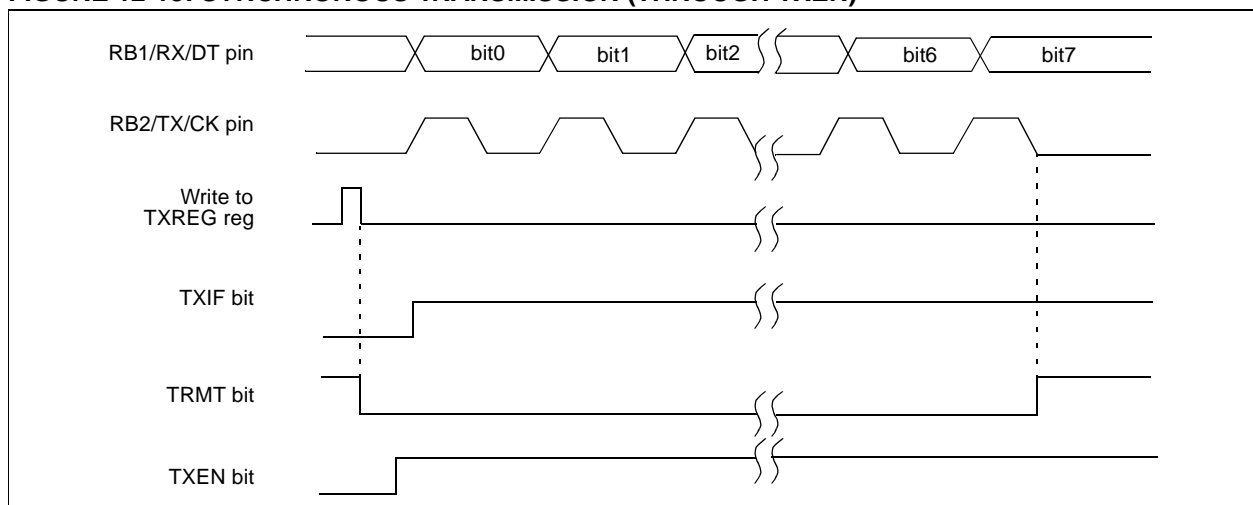 RB1/RX/DT pin
bit0
bit1
bit2
bit6
bit7
RB2/TX/CK pin
Write to
TXREG reg
TXIF bit
TRMT bit
TXEN bit